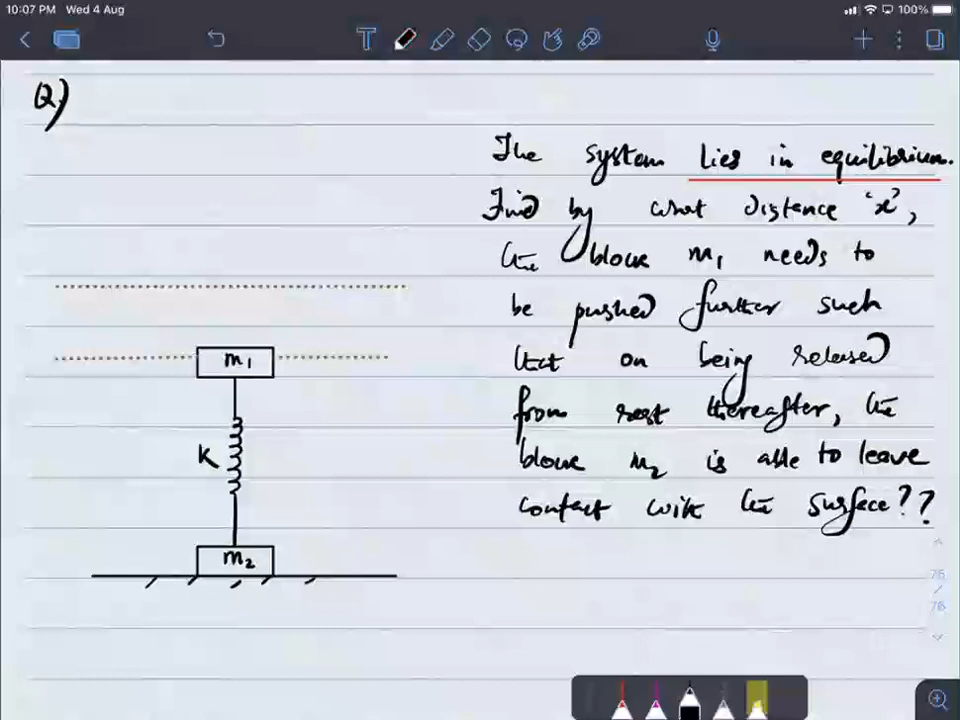 10:07 PM Wed 4 Aug 100%
T
Q)
The system lies in equilibrium.
Find by what distance 'x',
the block m₁ needs to
be pushed further such
that on being released
from rest thereafter, the
block m₂ is able to leave
contact with the surface??
m₁
K
m₂
75
/
76